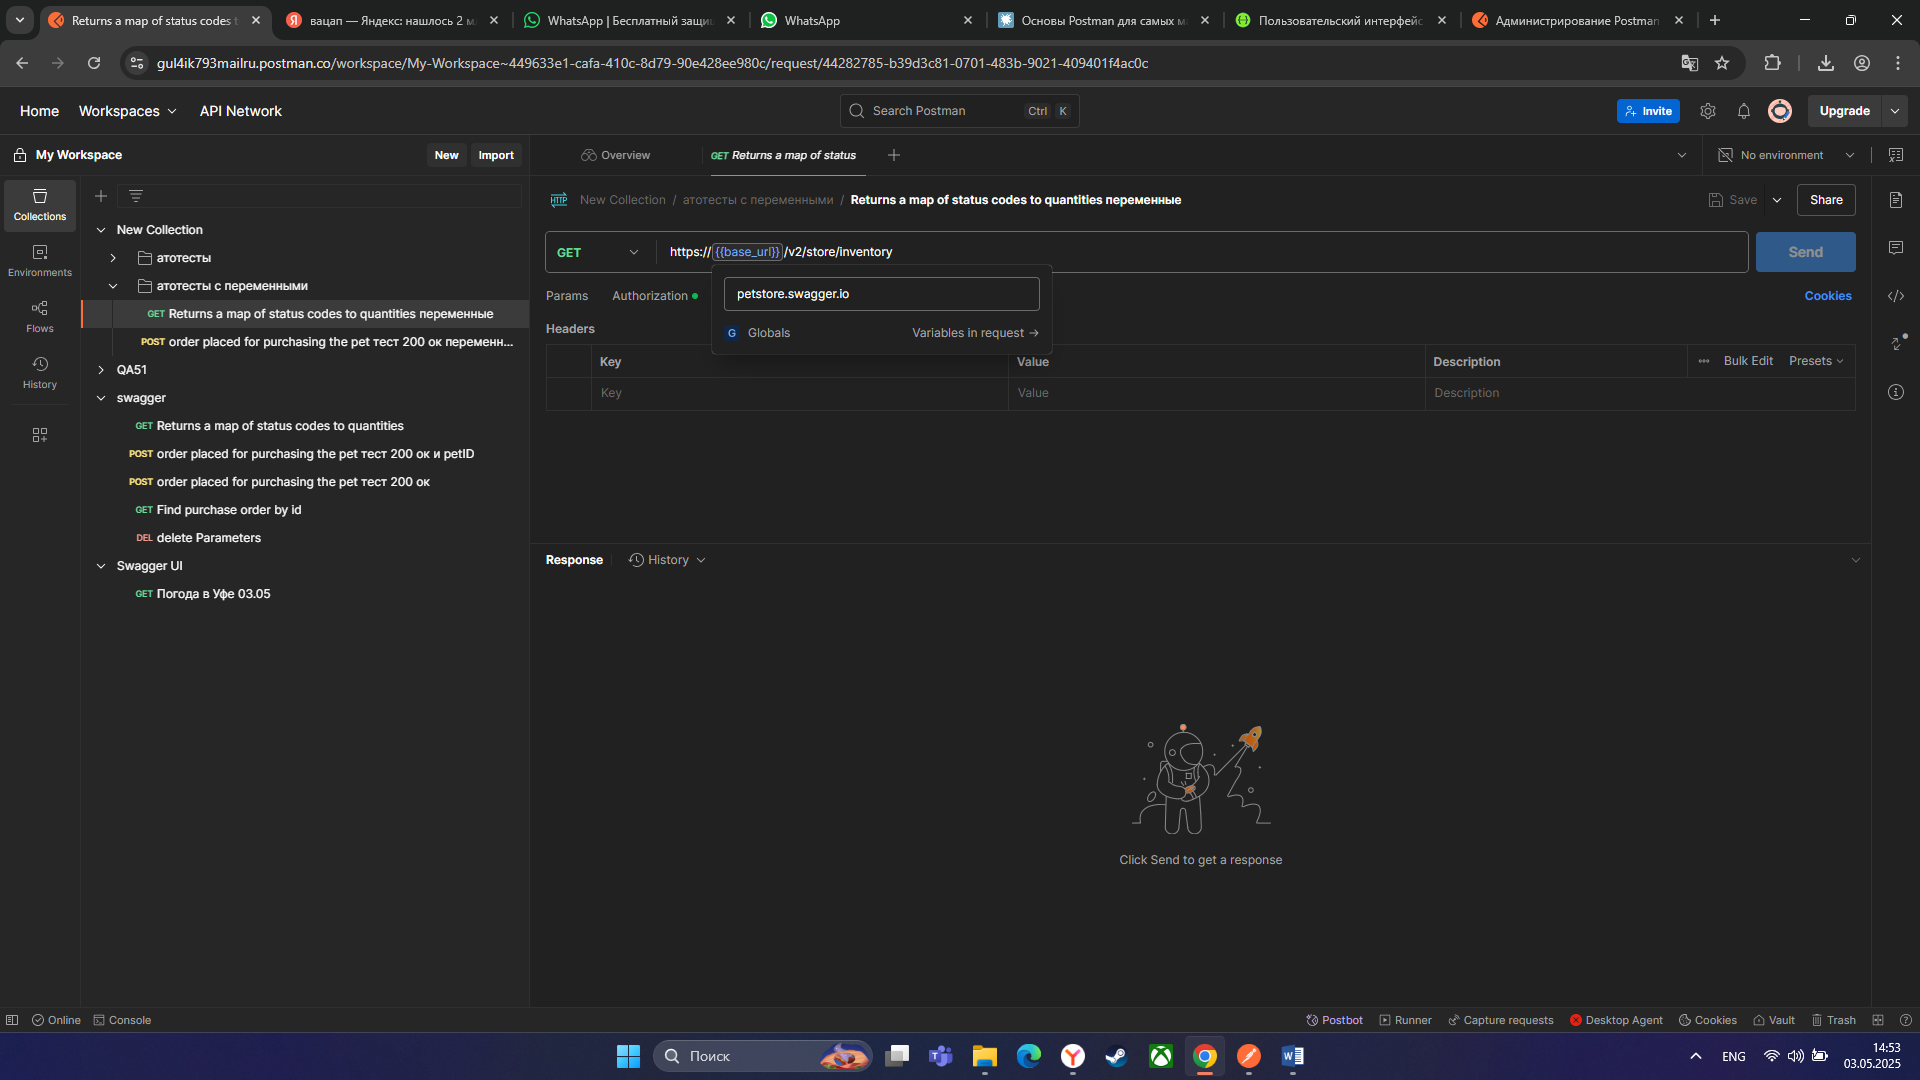 Returns a map of status codes t
вацап — Яндекс: нашлось 2 м
WhatsApp | Бесплатный защи
WhatsApp
Основы Postman для самых м
Пользовательский интерфейс
Администрирование Postman
gul4ik793mailru.postman.co/workspace/My-Workspace~449633e1-cafa-410c-8d79-90e428ee980c/request/44282785-b39d3c81-0701-483b-9021-409401f4ac0c
Home
Workspaces
API Network
Search Postman
Ctrl
K
Invite
Upgrade
My Workspace
New
Import
Overview
GET Returns a map of status
No environment
Collections
Environments
Flows
History
New Collection
атотесты
атотесты с переменными
GET Returns a map of status codes to quantities переменные
POST order placed for purchasing the pet тест 200 ок переменн...
QA51
swagger
GET Returns a map of status codes to quantities
POST order placed for purchasing the pet тест 200 ок и petID
POST order placed for purchasing the pet тест 200 ок
GET Find purchase order by id
DEL delete Parameters
Swagger UI
GET Погода в Уфе 03.05
HTTP
New Collection / атотесты с переменными / Returns a map of status codes to quantities переменные
Save
Share
GET
https://{{base_url}}/v2/store/inventory
Send
Params
Authorization
petstore.swagger.io
G Globals
Variables in request →
Cookies
Headers
Key
Value
Description
Bulk Edit
Presets
Key
Value
Description
Response
History
Click Send to get a response
Online
Console
Postbot
Runner
Capture requests
Desktop Agent
Cookies
Vault
Trash
Поиск
ENG
14:53
03.05.2025